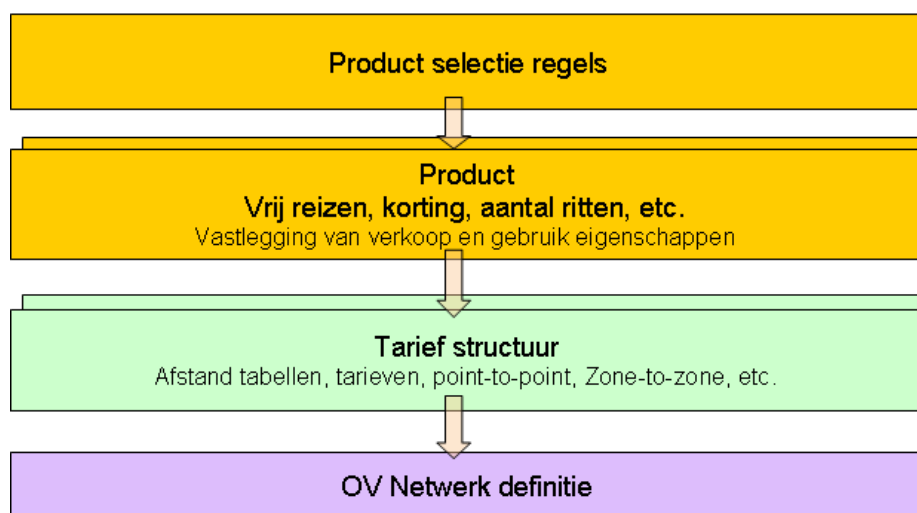 Product selectie regels
Product
Vrij reizen, korting, aantal ritten, etc.
Vastlegging van verkoop en gebruik eigenschappen
Tarief structuur
Afstand tabellen, tarieven, point-to-point, Zone-to-zone, etc.
OV Netwerk definitie